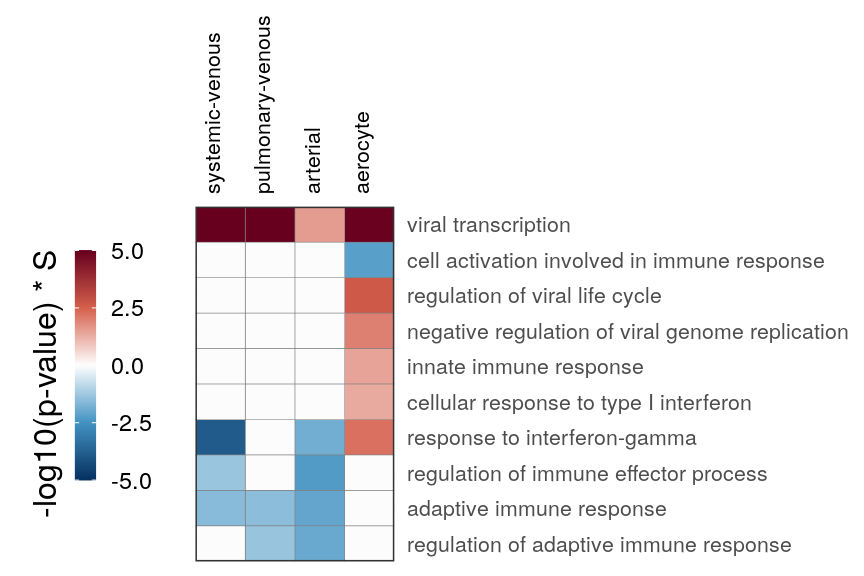 systemic-venous
pulmonary-venous
arterial
aerocyte
viral transcription
cell activation involved in immune response
regulation of viral life cycle
negative regulation of viral genome replication
innate immune response
cellular response to type I interferon
response to interferon-gamma
regulation of immune effector process
adaptive immune response
regulation of adaptive immune response
-log10(p-value) * S
5.0
2.5
0.0
-2.5
-5.0